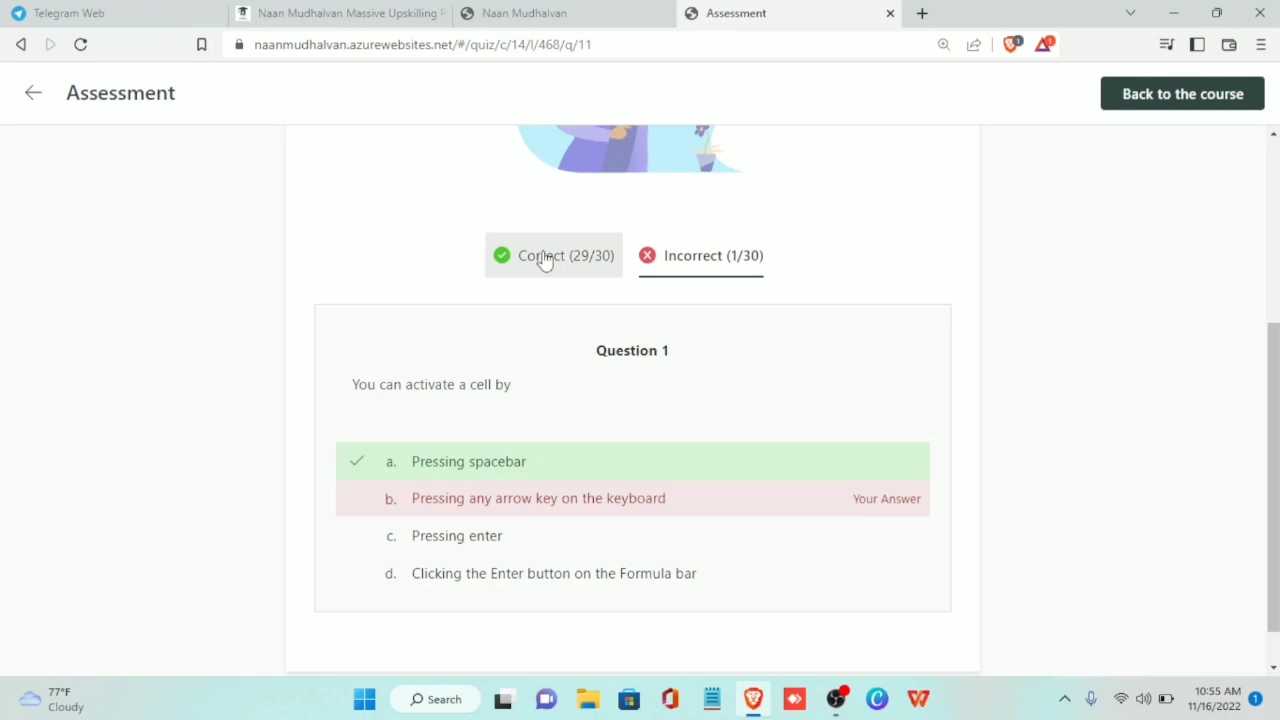 Telegram Web
Naan Mudhalvan Massive Upskilling P
Naan Mudhalvan
Assessment
naanmudhalvan.azurewebsites.net/#/quiz/c/14/l/468/q/11
1
1
Assessment
Back to the course
Correct (29/30)
Incorrect (1/30)
Question 1
You can activate a cell by
a. Pressing spacebar
b. Pressing any arrow key on the keyboard
Your Answer
c. Pressing enter
d. Clicking the Enter button on the Formula bar
77°F
Cloudy
Search
10:55 AM
11/16/2022
1